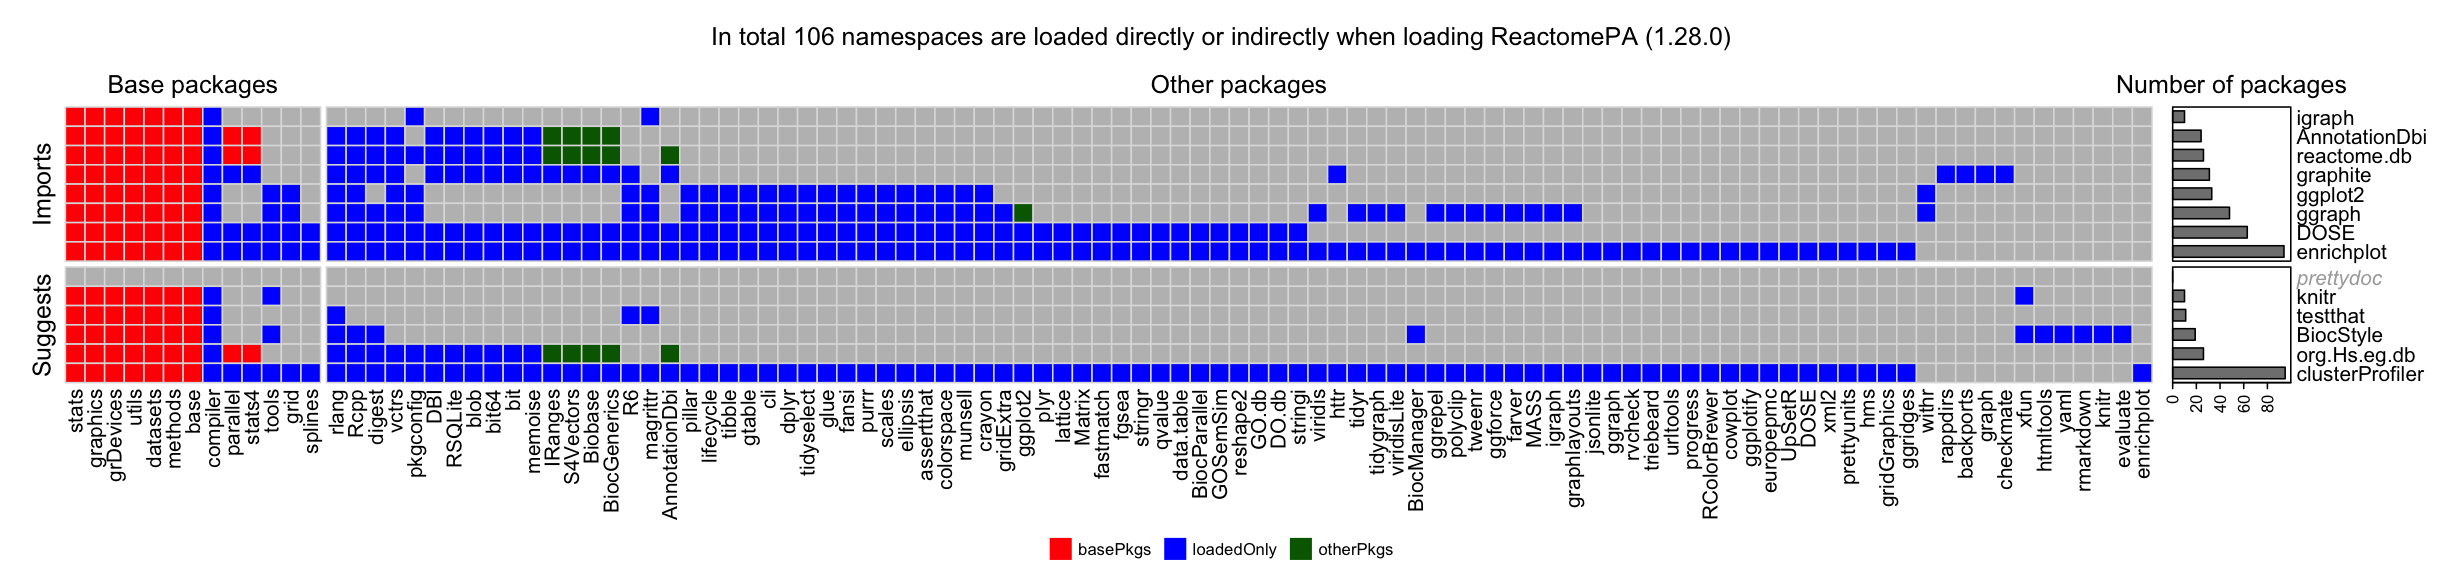 In total 106 namespaces are loaded directly or indirectly when loading ReactomePA (1.28.0)
Base packages
Other packages
Number of packages
Imports
igraph
AnnotationDbi
reactome.db
graphite
ggplot2
ggraph
DOSE
enrichplot
Suggests
prettydoc
knitr
testthat
BiocStyle
org.Hs.eg.db
clusterProfiler
stats
graphics
grDevices
utils
datasets
methods
base
compiler
parallel
stats4
tools
grid
splines
rlang
Rcpp
digest
vctrs
pkgconfig
DBI
RSQLite
blob
bit64
bit
memoise
IRanges
S4Vectors
Biobase
BiocGenerics
R6
magrittr
AnnotationDbi
pillar
lifecycle
tibble
gtable
cli
dplyr
tidyselect
glue
fansi
purrr
scales
ellipsis
assertthat
colorspace
munsell
crayon
gridExtra
ggplot2
plyr
lattice
Matrix
fastmatch
fgsea
stringr
qvalue
data.table
BiocParallel
GOSemSim
reshape2
GO.db
DO.db
stringi
viridis
httr
tidyr
tidygraph
viridisLite
BiocManager
ggrepel
polyclip
tweenr
ggforce
farver
MASS
igraph
graphlayouts
jsonlite
ggraph
rvcheck
triebeard
urltools
progress
RColorBrewer
cowplot
ggplotify
europepmc
UpSetR
DOSE
xml2
prettyunits
hms
gridGraphics
ggridges
withr
rappdirs
backports
graph
checkmate
xfun
htmltools
yaml
rmarkdown
knitr
evaluate
enrichplot
0
20
40
60
80
basePkgs
loadedOnly
otherPkgs